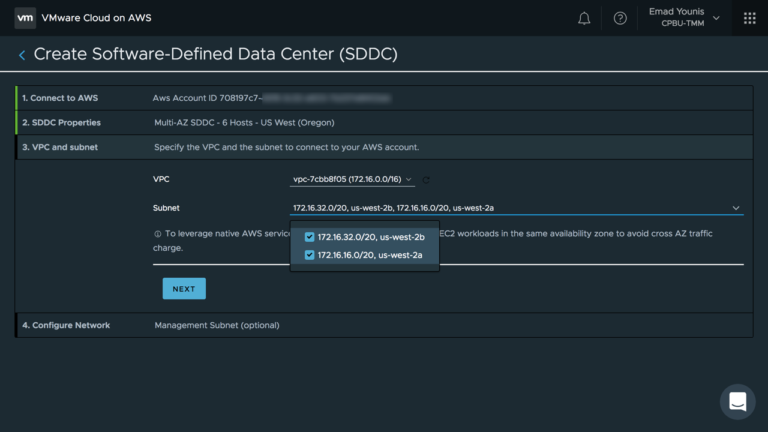 vm VMware Cloud on AWS
Emad Younis
CPBU-TMM
Create Software-Defined Data Center (SDDC)
1. Connect to AWS Aws Account ID 708197c7-
2. SDDC Properties Multi-AZ SDDC - 6 Hosts - US West (Oregon)
3. VPC and subnet Specify the VPC and the subnet to connect to your AWS account.
VPC vpc-7cbb8f05 (172.16.0.0/16)
Subnet 172.16.32.0/20, us-west-2b, 172.16.16.0/20, us-west-2a
To leverage native AWS servic EC2 workloads in the same availability zone to avoid cross AZ traffic
charge.
172.16.32.0/20, us-west-2b
172.16.16.0/20, us-west-2a
NEXT
4. Configure Network Management Subnet (optional)